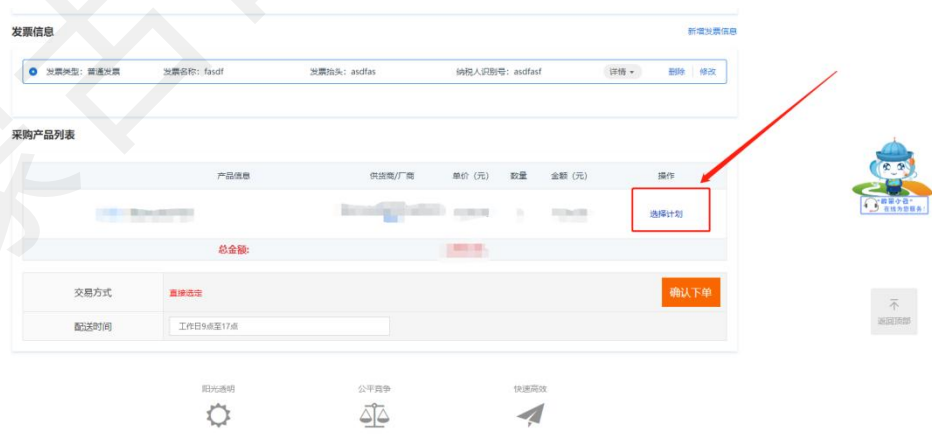 发票信息 新增发票信息
发票类型：普通发票 发票名称：fasdf 发票抬头：asdfas 纳税人识别号：asdfasf 详情 删除 修改
采购产品列表
产品信息 供货商/厂商 单价（元） 数量 金额（元） 操作
选择计划
总金额:
交易方式 直接选定 确认下单
配送时间 工作日9点至17点
在线为您服务!
返回顶部
阳光透明 公平竞争 快速高效